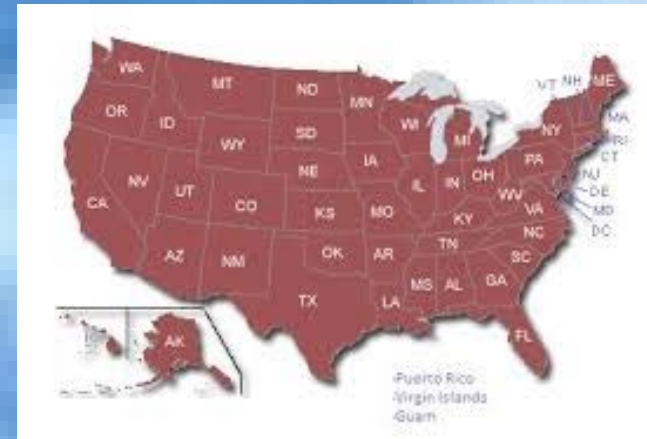 WA
MT
ND
MN
VT NH ME
OR
ID
SD
WI
MI
NY
MA
RI
CT
WY
IA
PA
NJ
NV
UT
NE
IL
IN
OH
DE
CA
CO
KS
MO
WV
VA
MD
KY
DC
AZ
NM
OK
AR
TN
NC
SC
MS
AL
GA
TX
LA
FL
AK
Puerto Rico
Virgin Islands
Guam